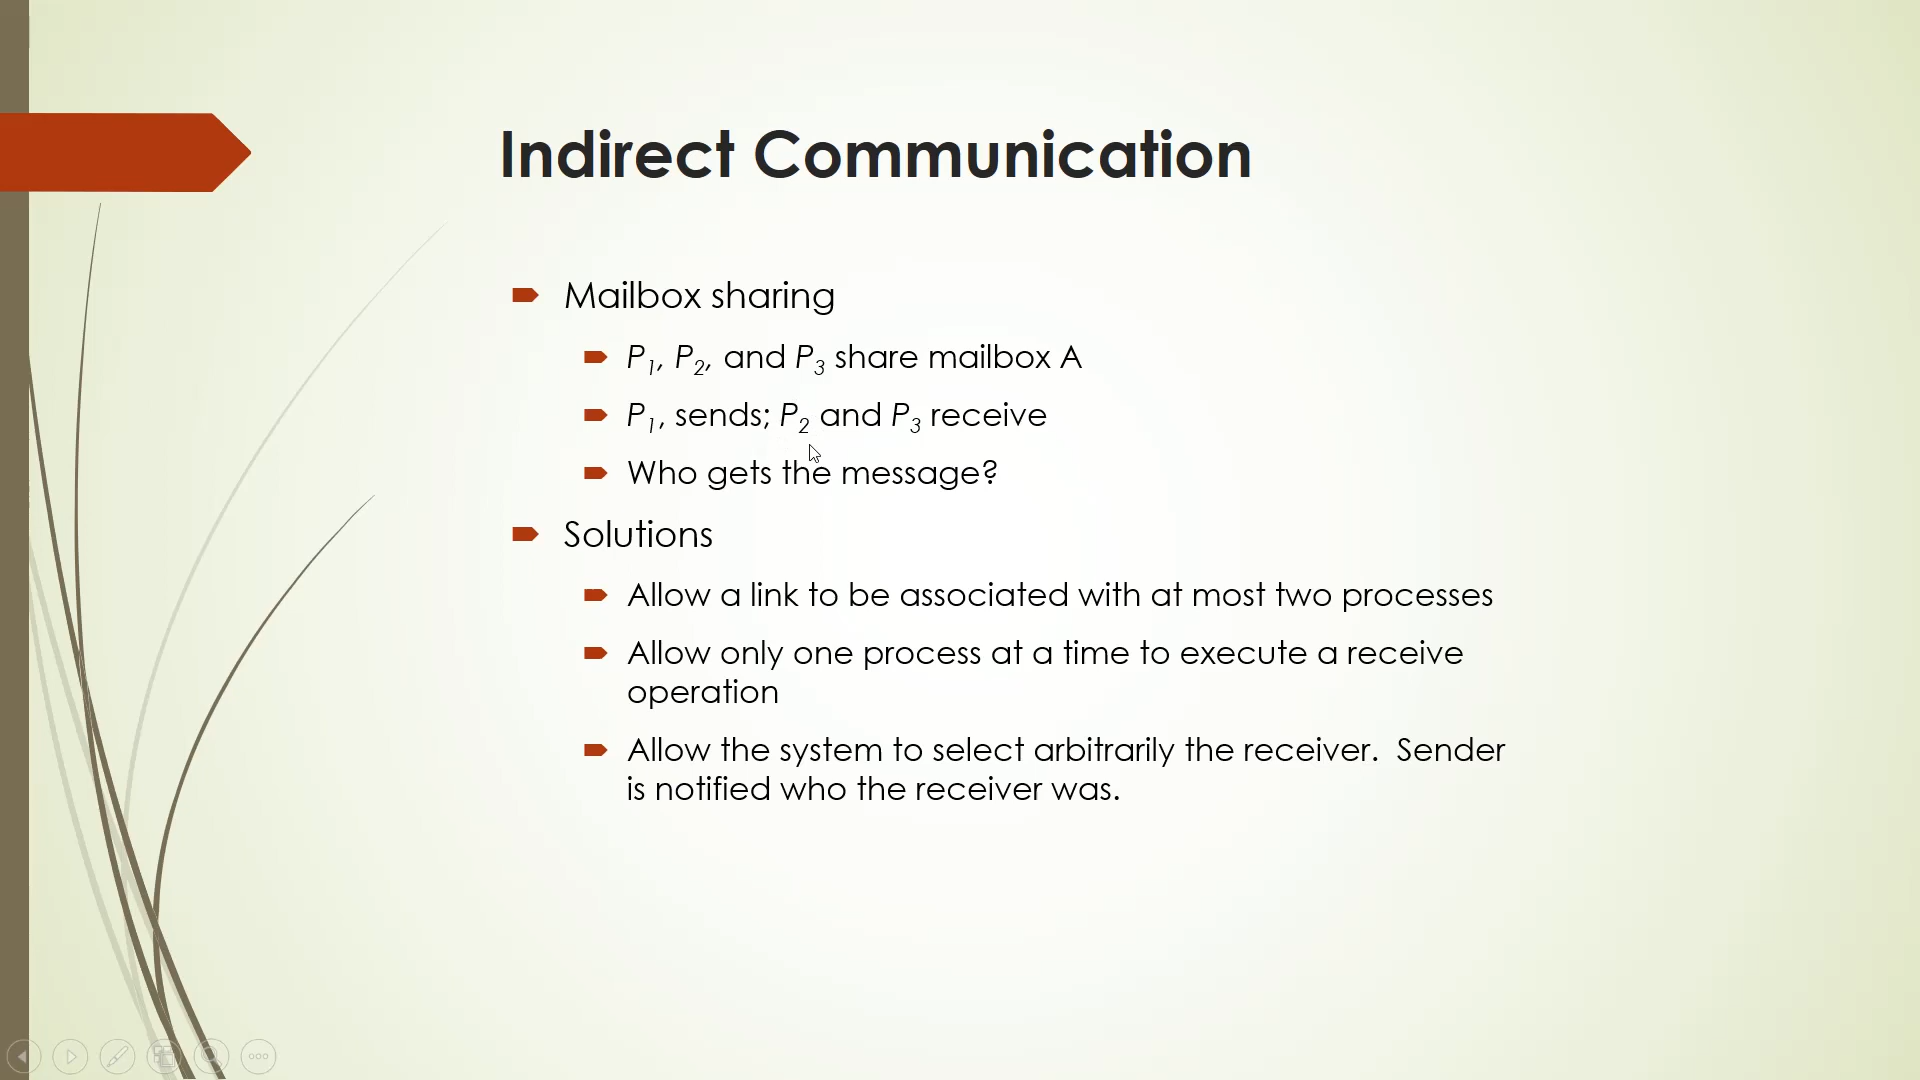 Indirect Communication
Mailbox sharing
P1, P2, and P3 share mailbox A
P1, sends; P2 and P3 receive
Who gets the message?
Solutions
Allow a link to be associated with at most two processes
Allow only one process at a time to execute a receive
operation
Allow the system to select arbitrarily the receiver.  Sender
is notified who the receiver was.